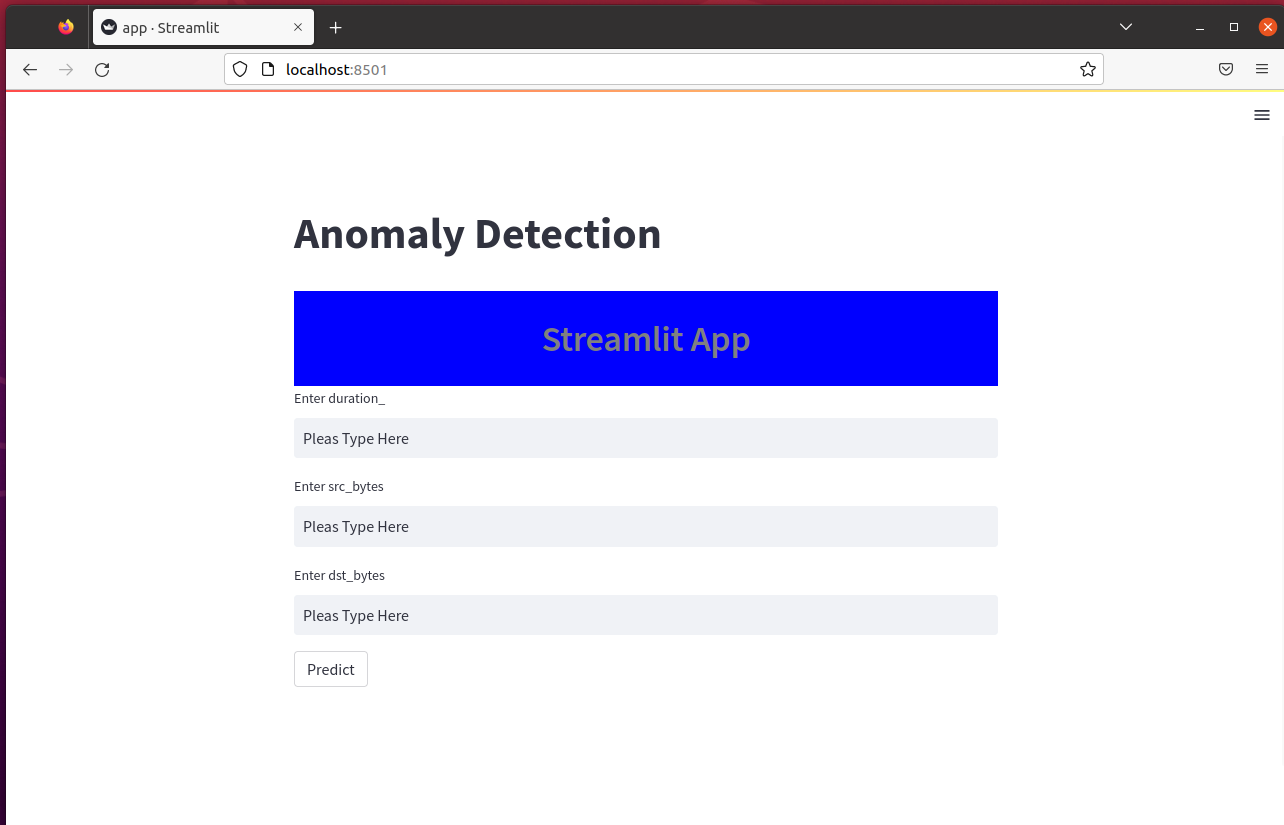 app · Streamlit
localhost:8501
Anomaly Detection
Streamlit App
Enter duration_
Pleas Type Here
Enter src_bytes
Pleas Type Here
Enter dst_bytes
Pleas Type Here
Predict